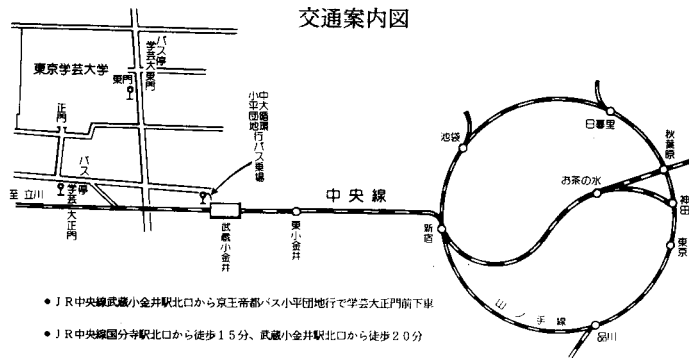 交通案内図
東京学芸大学
バス停
学芸大東門
東門
正門
中大循環
小平団地行バス乗場
バス停
学芸大正門
至 立川
武蔵小金井
東小金井
中央線
新宿
池袋
日暮里
秋葉原
お茶の水
神田
東京
品川
山ノ手線
● JR中央線武蔵小金井駅北口から京王帝都バス小平団地行で学芸大正門前下車
● JR中央線国分寺駅北口から徒歩15分、武蔵小金井駅北口から徒歩20分